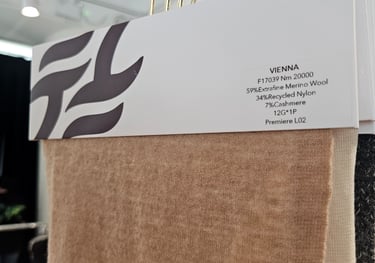 VIENNA
F17039 Nm 20000
59%Extrafine Merino Wool
34%Recycled Nylon
7%Cashmere
12G*1P
Premiere L02